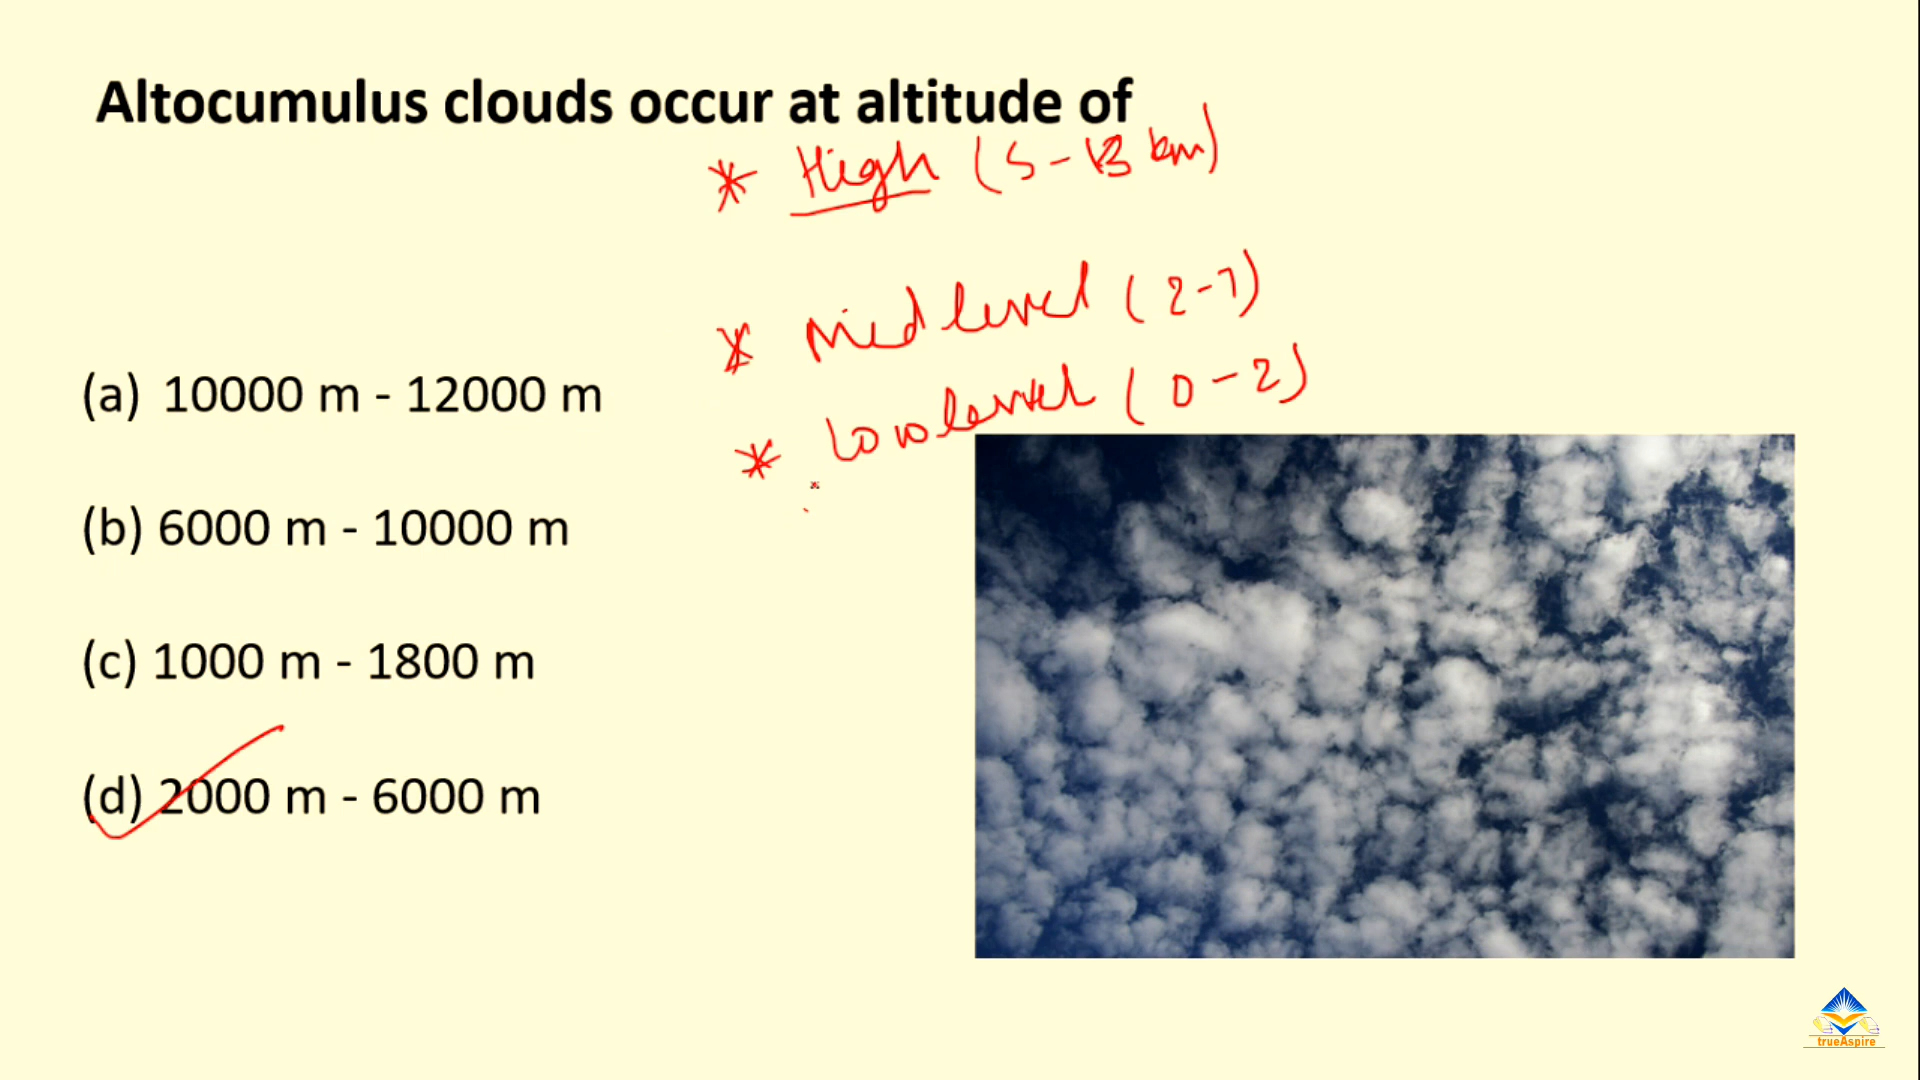 Altocumulus clouds occur at altitude of
* High (5-13 km)
* Mid level (2-7)
* Low level (0-2)
(a) 10000 m - 12000 m
(b) 6000 m - 10000 m
(c) 1000 m - 1800 m
(d) 2000 m - 6000 m
trueAspire